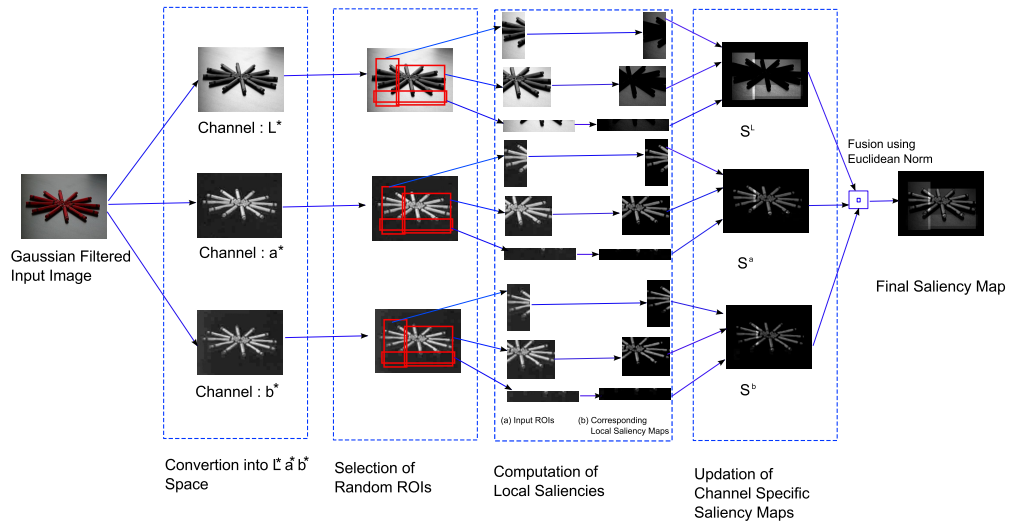 Gaussian Filtered
Input Image
Channel : L*
Channel : a*
Channel : b*
Convertion into L* a* b*
Space
Selection of
Random ROIs
(a) Input ROIs
(b) Corresponding
Local Saliency Maps
Computation of
Local Saliencies
S^L
S^a
S^b
Updation of
Channel Specific
Saliency Maps
Fusion using
Euclidean Norm
Final Saliency Map